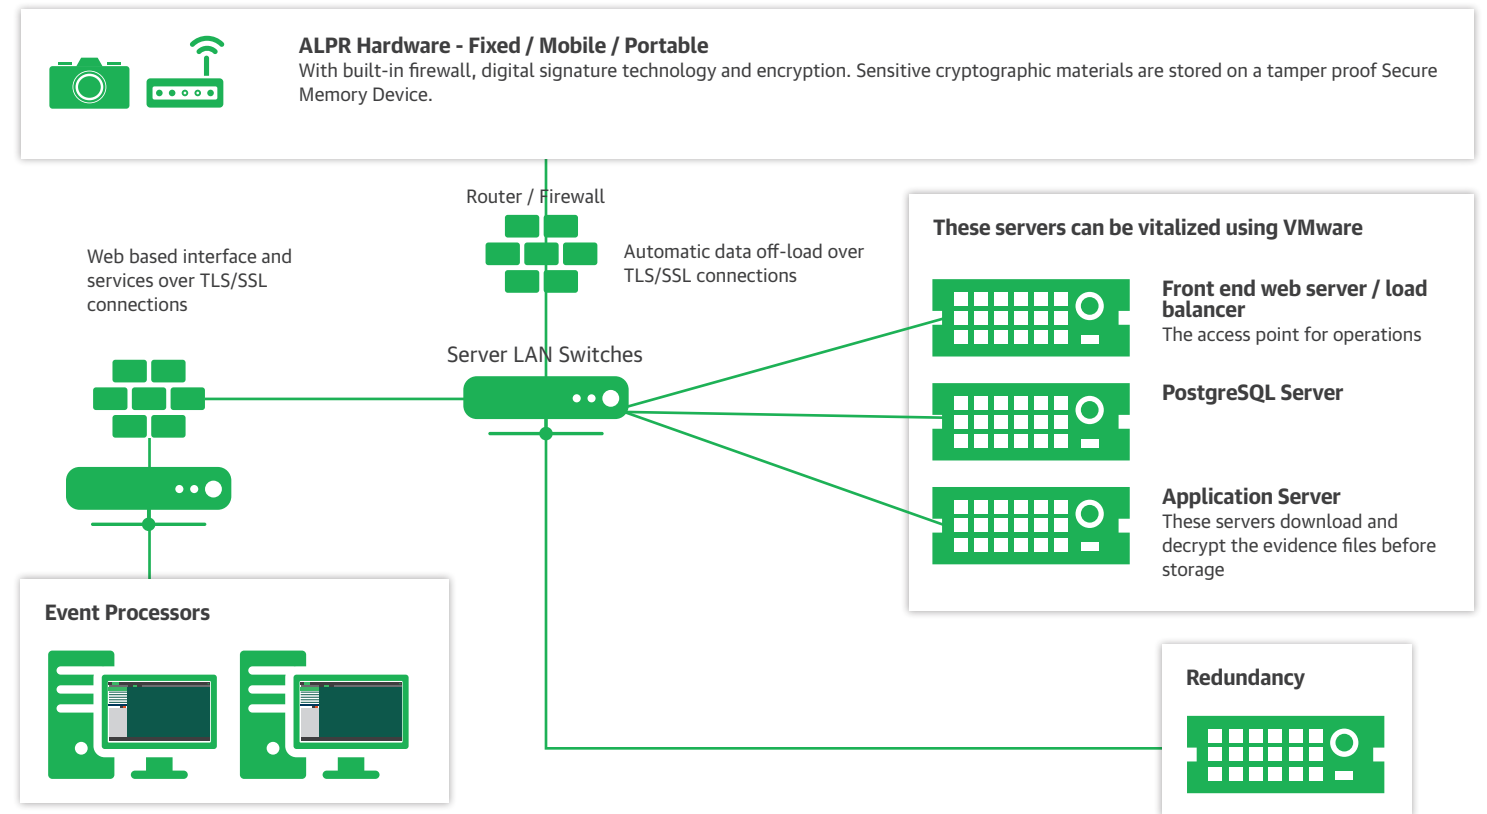 ALPR Hardware - Fixed / Mobile / Portable
With built-in firewall, digital signature technology and encryption. Sensitive cryptographic materials are stored on a tamper proof Secure
Memory Device.
Router / Firewall
Automatic data off-load over
TLS/SSL connections
Web based interface and
services over TLS/SSL
connections
Server LAN Switches
These servers can be vitalized using VMware
Front end web server / load
balancer
The access point for operations
PostgreSQL Server
Application Server
These servers download and
decrypt the evidence files before
storage
Event Processors
Redundancy